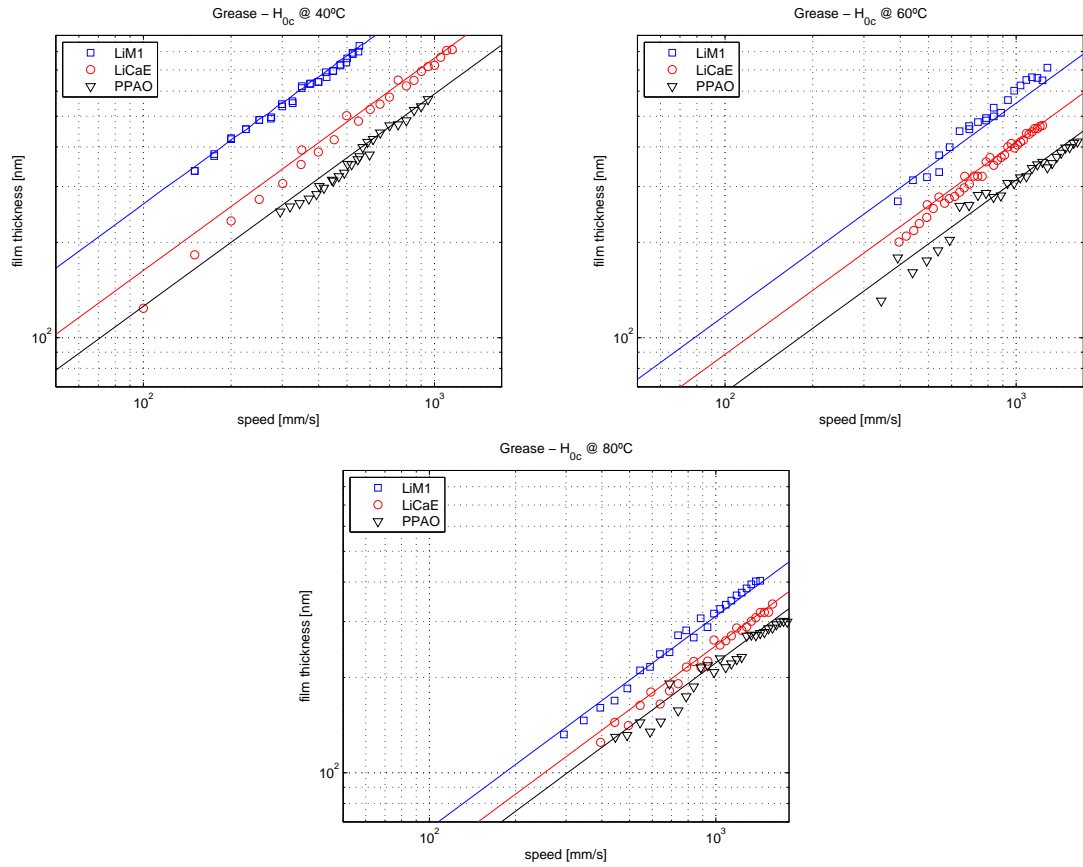 Grease – H0c @ 40ºC
LiM1
LiCaE
PPAO
film thickness [nm]
10^2
10^2
10^3
speed [mm/s]
Grease – H0c @ 60ºC
LiM1
LiCaE
PPAO
film thickness [nm]
10^2
10^2
10^3
speed [mm/s]
Grease – H0c @ 80ºC
LiM1
LiCaE
PPAO
film thickness [nm]
10^2
10^2
10^3
speed [mm/s]